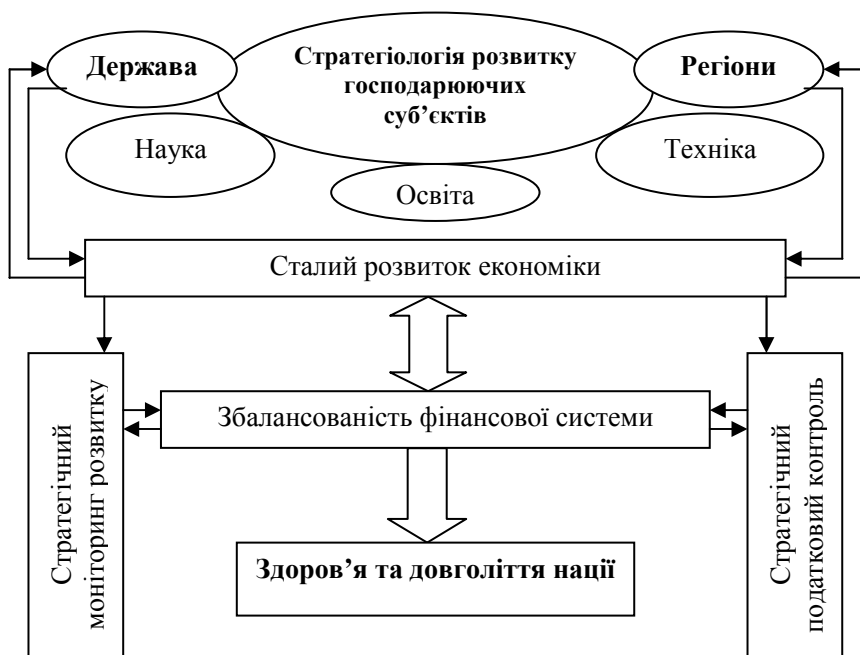 Держава
Стратегіологія розвитку
господарюючих
суб’єктів
Регіони
Наука
Освіта
Техніка
Сталий розвиток економіки
Стратегічний
моніторинг розвитку
Збалансованість фінансової системи
Стратегічний
податковий контроль
Здоров’я та довголіття нації